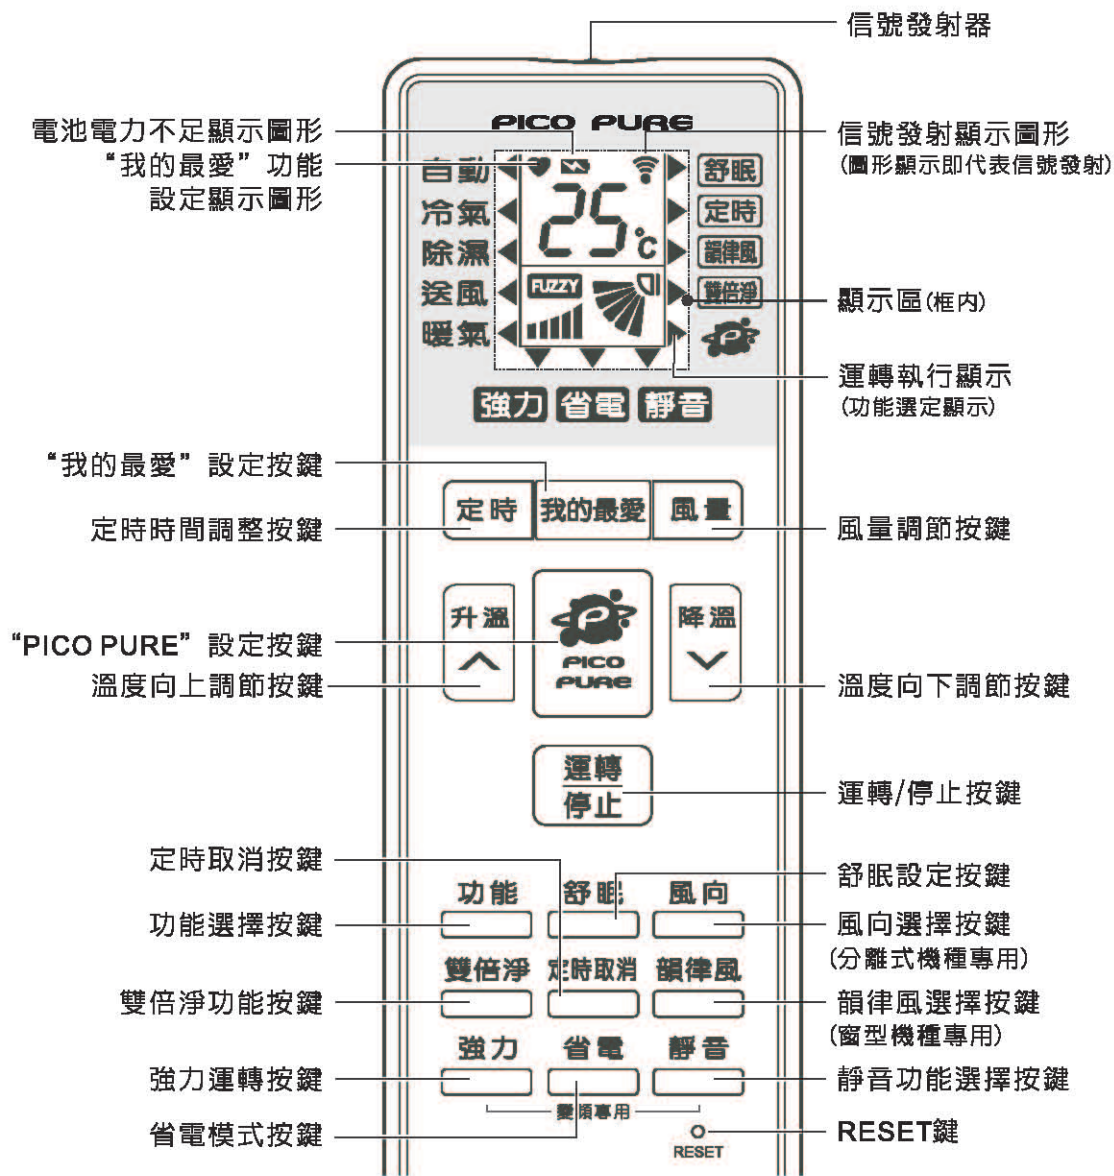 信號發射器
電池電力不足顯示圖形
“我的最愛”功能
設定顯示圖形
信號發射顯示圖形
(圖形顯示即代表信號發射)
顯示區(框內)
運轉執行顯示
(功能選定顯示)
PICO PURE
自動
冷氣
除濕
送風
暖氣
25°C
FUZZY
舒眠
定時
韻律風
雙倍淨
強力 省電 靜音
“我的最愛”設定按鍵
定時時間調整按鍵
定時 我的最愛 風量
風量調節按鍵
“PICO PURE”設定按鍵
溫度向上調節按鍵
升溫
P
PICO
PURE
降溫
溫度向下調節按鍵
運轉
停止
運轉/停止按鍵
定時取消按鍵
功能選擇按鍵
雙倍淨功能按鍵
強力運轉按鍵
省電模式按鍵
功能 舒眠 風向
雙倍淨 定時取消 韻律風
強力 省電 靜音
變頻專用
RESET
舒眠設定按鍵
風向選擇按鍵
(分離式機種專用)
韻律風選擇按鍵
(窗型機種專用)
靜音功能選擇按鍵
RESET鍵